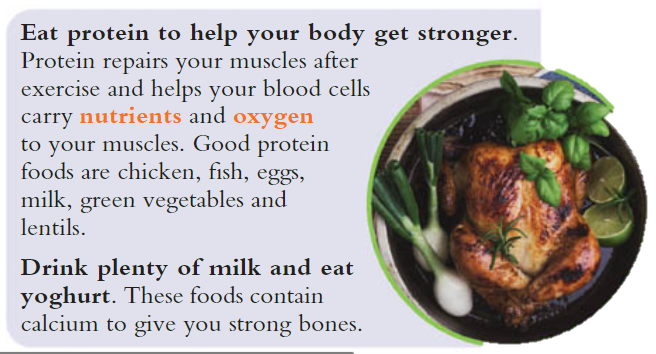 Eat protein to help your body get stronger.
Protein repairs your muscles after
exercise and helps your blood cells
carry nutrients and oxygen
to your muscles. Good protein
foods are chicken, fish, eggs,
milk, green vegetables and
lentils.
Drink plenty of milk and eat
yoghurt. These foods contain
calcium to give you strong bones.